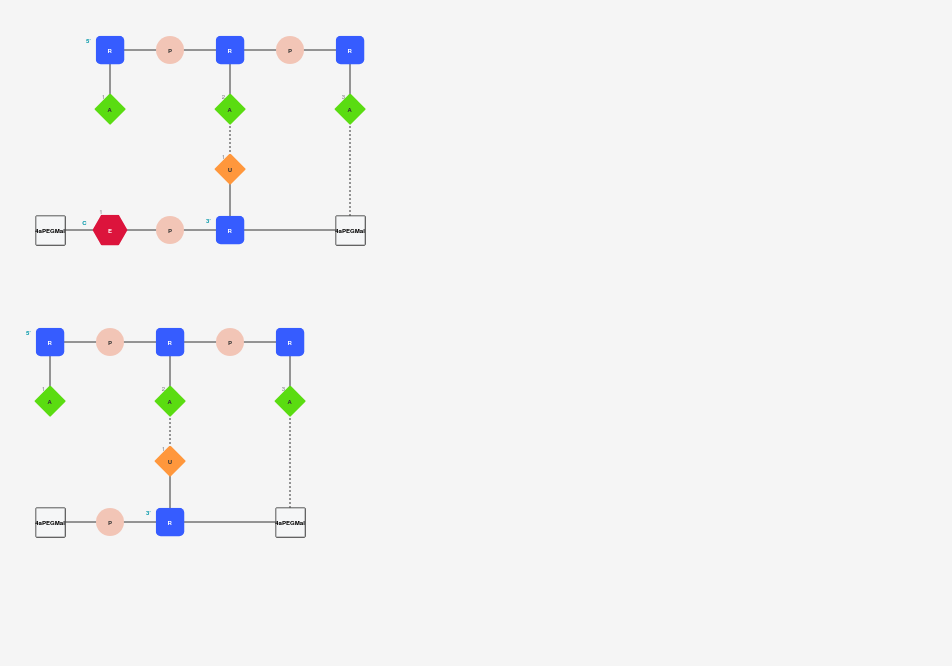 5' R P R P R
1 A 2 A 3 A
1 U
4aPEGMal C 1 E P 3' R 4aPEGMal
5' R P R P R
1 A 2 A 3 A
1 U
4aPEGMal P 3' R 4aPEGMal